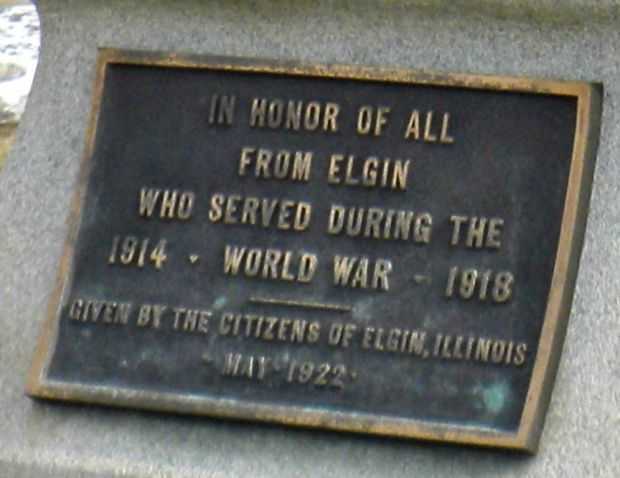 IN HONOR OF ALL
FROM ELGIN
WHO SERVED DURING THE
1914 - WORLD WAR - 1918
GIVEN BY THE CITIZENS OF ELGIN, ILLINOIS
MAY 1922